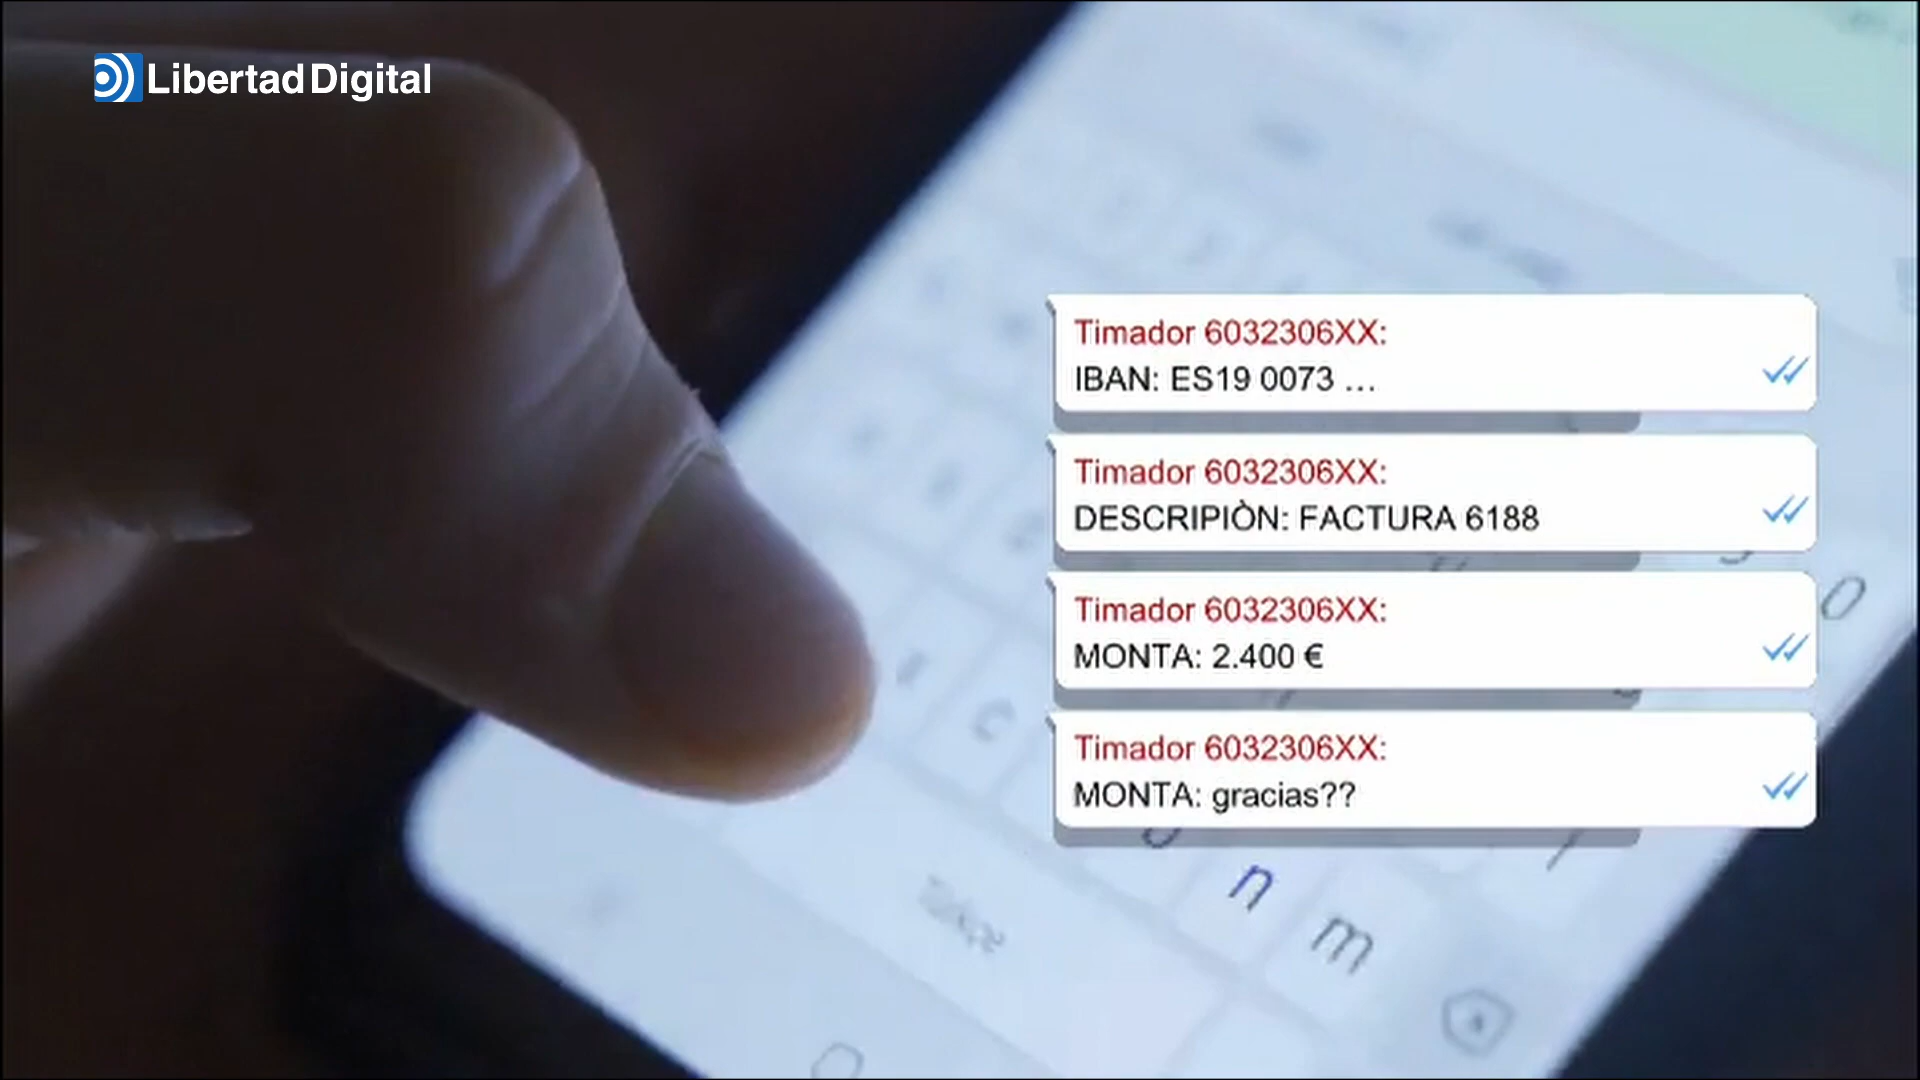 Libertad Digital
Timador 6032306XX:
IBAN: ES19 0073 ...
Timador 6032306XX:
DESCRIPIÒN: FACTURA 6188
Timador 6032306XX:
MONTA: 2.400 €
Timador 6032306XX:
MONTA: gracias??
n
m